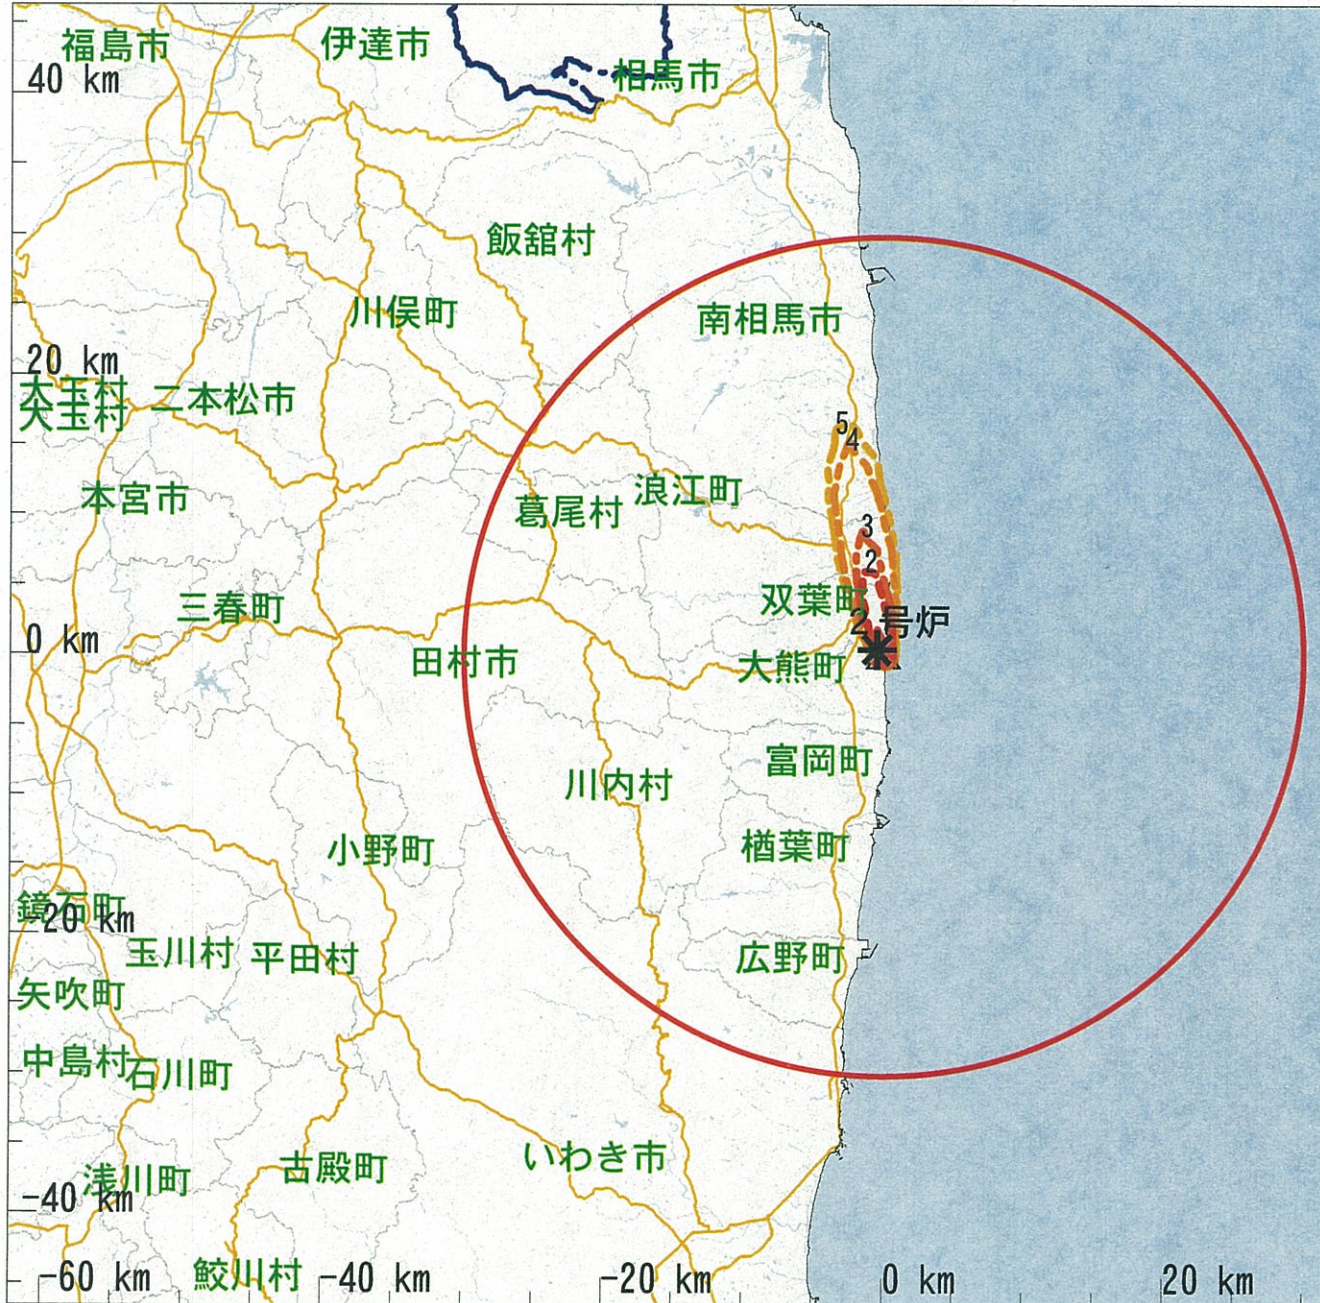 福島市
伊達市
相馬市
40 km
飯舘村
川俣町
南相馬市
20 km
大玉村
大玉村
二本松市
5
4
本宮市
葛尾村
浪江町
3
2
三春町
双葉町
2号炉
0 km
田村市
大熊町
川内村
富岡町
小野町
楢葉町
鏡石町
-20 km
玉川村
平田村
広野町
矢吹町
中島村
石川町
いわき市
浅川町
古殿町
-40 km
鮫川村
-60 km
-40 km
-20 km
0 km
20 km